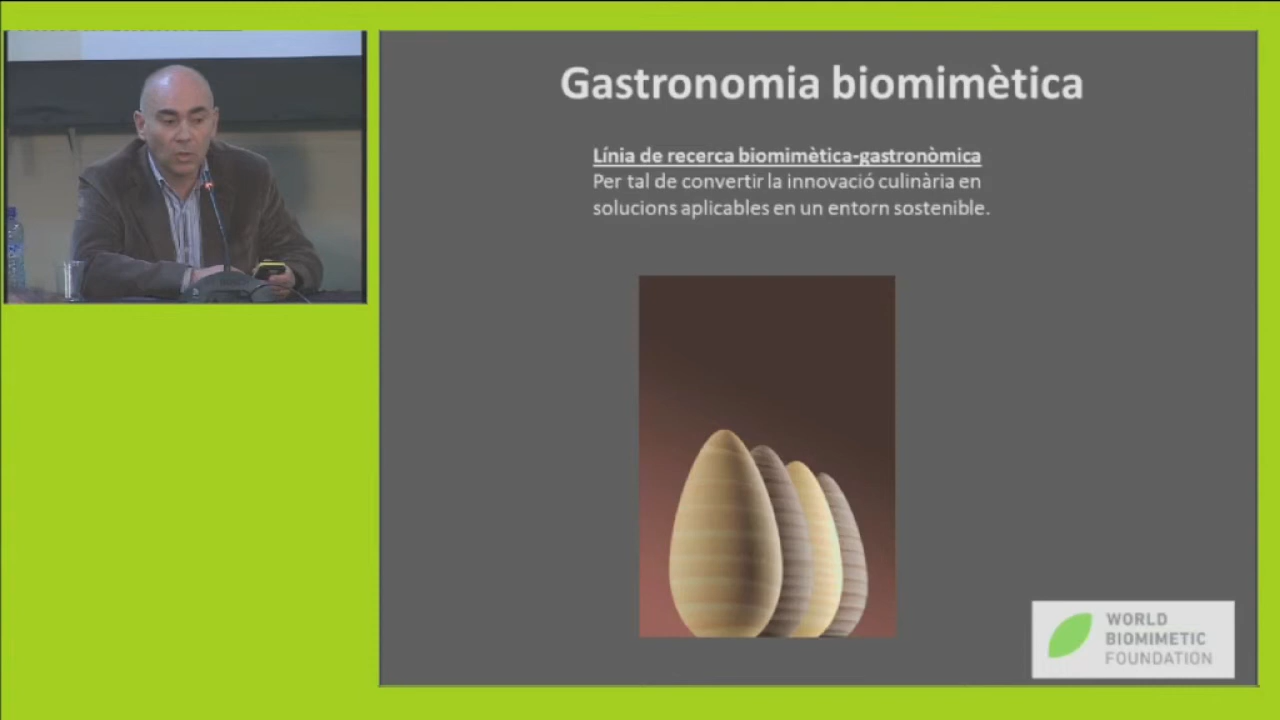 Gastronomia biomimètica
Línia de recerca biomimètica-gastronòmica
Per tal de convertir la innovació culinària en
solucions aplicables en un entorn sostenible.
WORLD
BIOMIMETIC
FOUNDATION